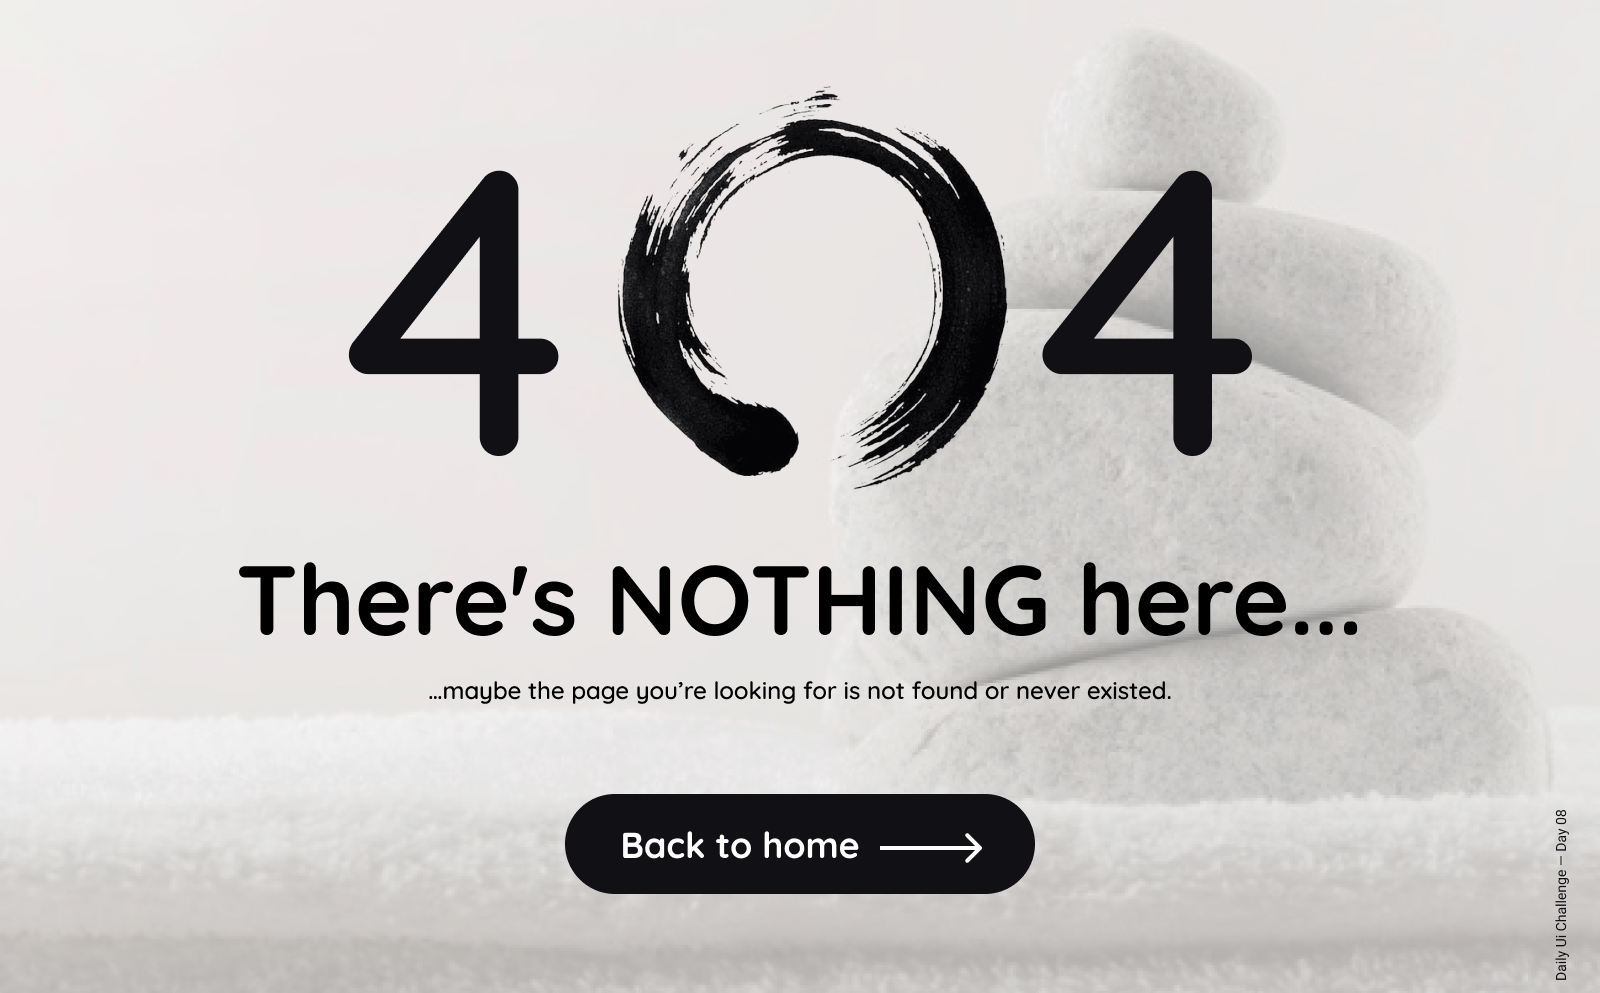 404
There's NOTHING here...
...maybe the page you’re looking for is not found or never existed.
Back to home
Daily Ui Challenge — Day 08